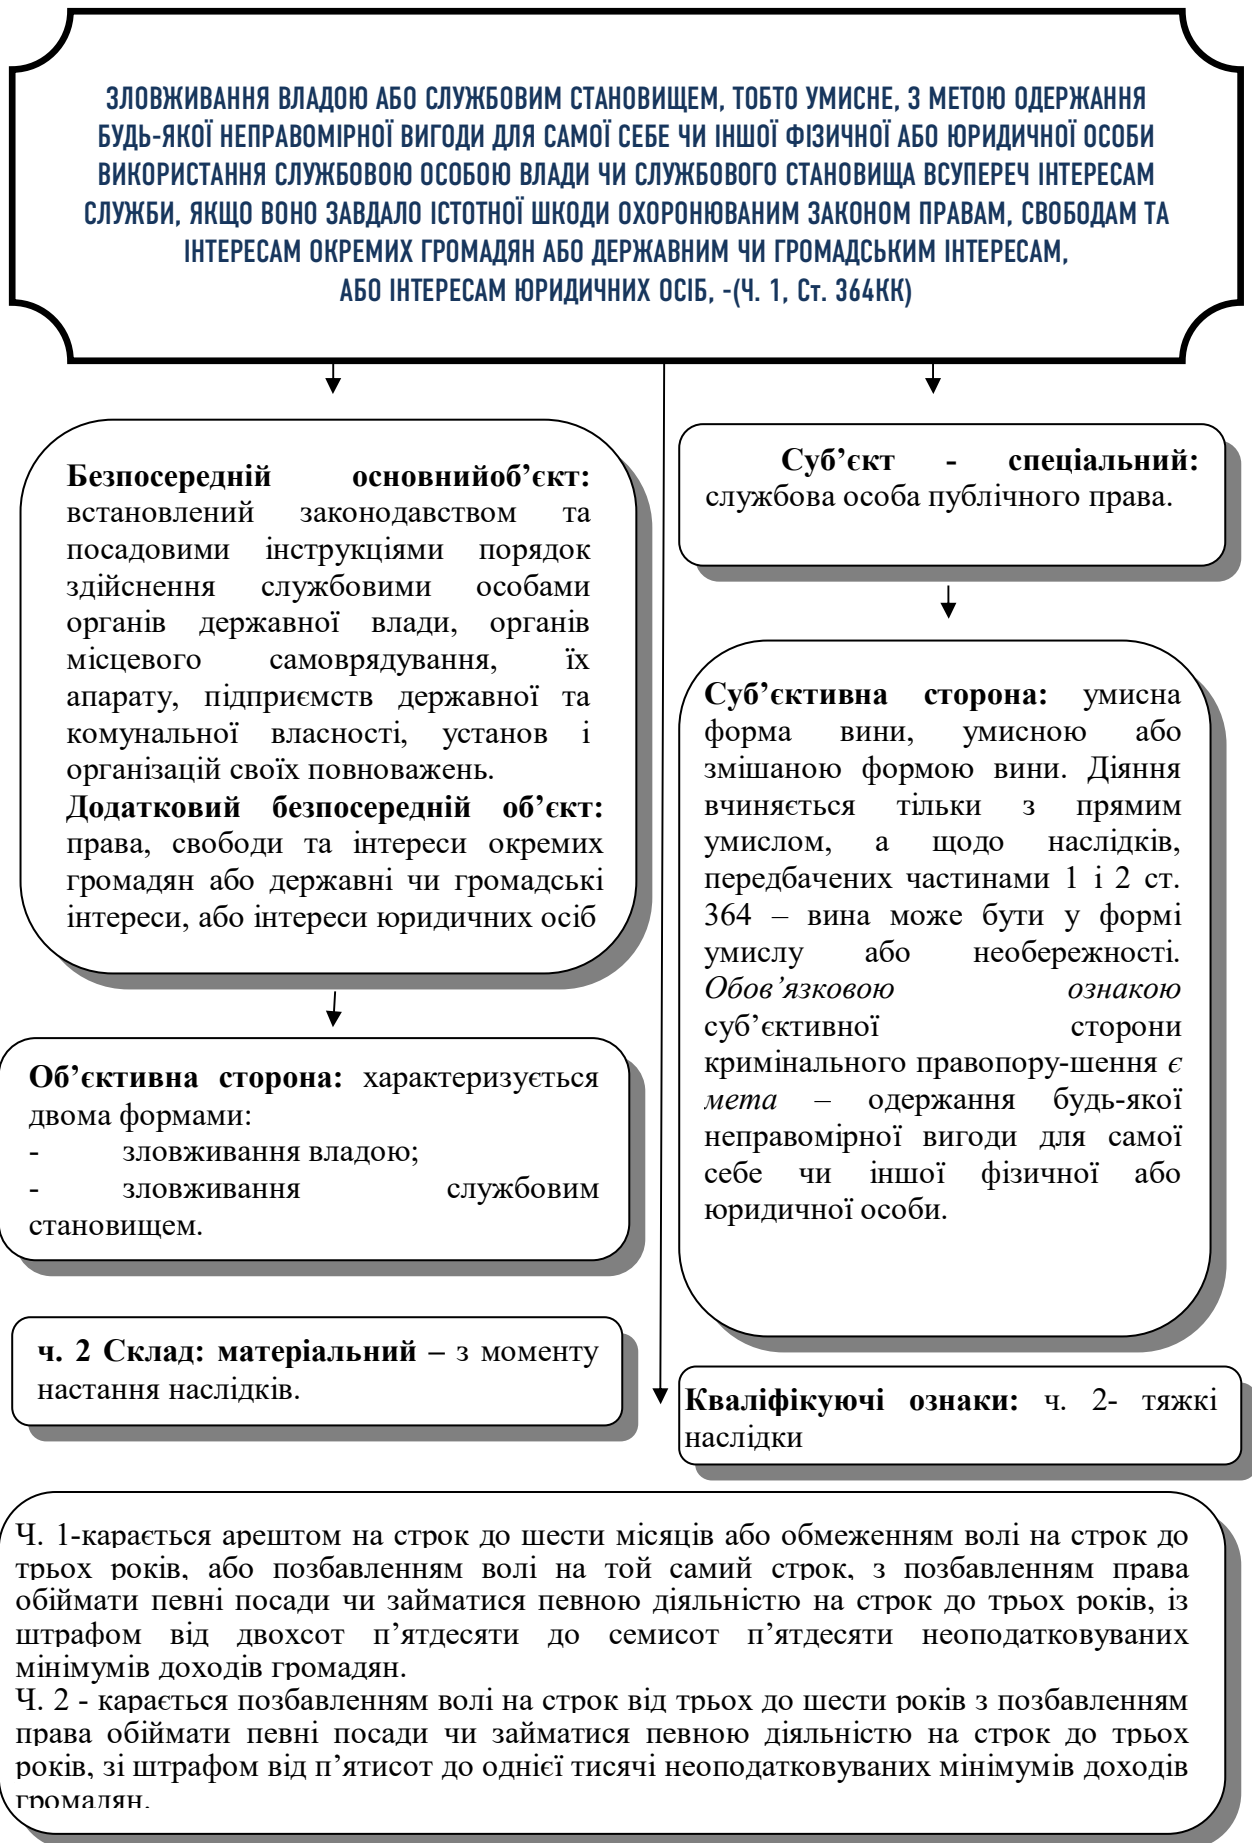 ЗЛОВЖИВАННЯ ВЛАДОЮ АБО СЛУЖБОВИМ СТАНОВИЩЕМ, ТОБТО УМИСНЕ, З МЕТОЮ ОДЕРЖАННЯ
БУДЬ-ЯКОЇ НЕПРАВОМІРНОЇ ВИГОДИ ДЛЯ САМОЇ СЕБЕ ЧИ ІНШОЇ ФІЗИЧНОЇ АБО ЮРИДИЧНОЇ ОСОБИ
ВИКОРИСТАННЯ СЛУЖБОВОЮ ОСОБОЮ ВЛАДИ ЧИ СЛУЖБОВОГО СТАНОВИЩА ВСУПЕРЕЧ ІНТЕРЕСАМ
СЛУЖБИ, ЯКЩО ВОНО ЗАВДАЛО ІСТОТНОЇ ШКОДИ ОХОРОНЮВАНИМ ЗАКОНОМ ПРАВАМ, СВОБОДАМ ТА
ІНТЕРЕСАМ ОКРЕМИХ ГРОМАДЯН АБО ДЕРЖАВНИМ ЧИ ГРОМАДСЬКИМ ІНТЕРЕСАМ,
АБО ІНТЕРЕСАМ ЮРИДИЧНИХ ОСІБ, -(Ч. 1, Ст. 364КК)
Безпосередній основнийоб’єкт:
встановлений законодавством та
посадовими інструкціями порядок
здійснення службовими особами
органів державної влади, органів
місцевого самоврядування, їх
апарату, підприємств державної та
комунальної власності, установ і
організацій своїх повноважень.
Додатковий безпосередній об’єкт:
права, свободи та інтереси окремих
громадян або державні чи громадські
інтереси, або інтереси юридичних осіб
Об’єктивна сторона: характеризується
двома формами:
- зловживання владою;
- зловживання службовим
становищем.
ч. 2 Склад: матеріальний – з моменту
настання наслідків.
Суб’єкт - спеціальний:
службова особа публічного права.
Суб’єктивна сторона: умисна
форма вини, умисною або
змішаною формою вини. Діяння
вчиняється тільки з прямим
умислом, а щодо наслідків,
передбачених частинами 1 і 2 ст.
364 – вина може бути у формі
умислу або необережності.
Обов’язковою ознакою
суб’єктивної сторони
кримінального правопору-шення є
мета – одержання будь-якої
неправомірної вигоди для самої
себе чи іншої фізичної або
юридичної особи.
Кваліфікуючі ознаки: ч. 2- тяжкі
наслідки
Ч. 1-карається арештом на строк до шести місяців або обмеженням волі на строк до
трьох років, або позбавленням волі на той самий строк, з позбавленням права
обіймати певні посади чи займатися певною діяльністю на строк до трьох років, із
штрафом від двохсот п’ятдесяти до семисот п’ятдесяти неоподатковуваних
мінімумів доходів громадян.
Ч. 2 - карається позбавленням волі на строк від трьох до шести років з позбавленням
права обіймати певні посади чи займатися певною діяльністю на строк до трьох
років, зі штрафом від п’ятисот до однієї тисячі неоподатковуваних мінімумів доходів
громадян.